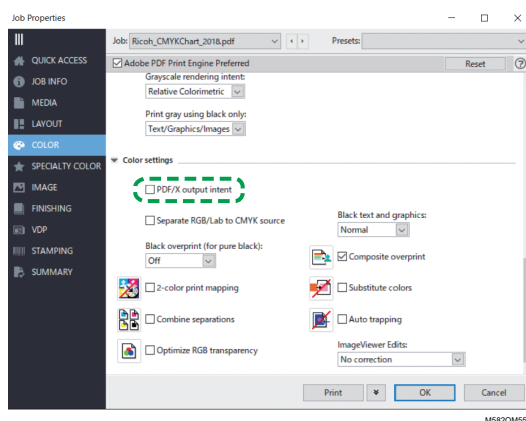 Job Properties
Job: Ricoh_CMYKChart_2018.pdf
Presets:
QUICK ACCESS
JOB INFO
MEDIA
LAYOUT
COLOR
SPECIALTY COLOR
IMAGE
FINISHING
VDP
STAMPING
SUMMARY
Adobe PDF Print Engine Preferred
Reset
Grayscale rendering intent:
Relative Colorimetric
Print gray using black only:
Text/Graphics/Images
Color settings
PDF/X output intent
Separate RGB/Lab to CMYK source
Black text and graphics:
Normal
Black overprint (for pure black):
Off
Composite overprint
2-color print mapping
Substitute colors
Combine separations
Auto trapping
Optimize RGB transparency
ImageViewer Edits:
No correction
Print
OK
Cancel